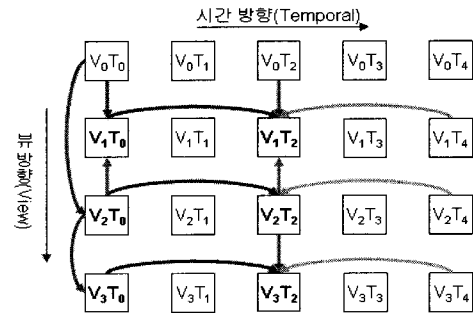 시간 방향(Temporal)
V₀T₀ V₀T₁ V₀T₂ V₀T₃ V₀T₄
V₁T₀ V₁T₁ V₁T₂ V₁T₃ V₁T₄
뷰 방향(View)
V₂T₀ V₂T₁ V₂T₂ V₂T₃ V₂T₄
V₃T₀ V₃T₁ V₃T₂ V₃T₃ V₃T₄